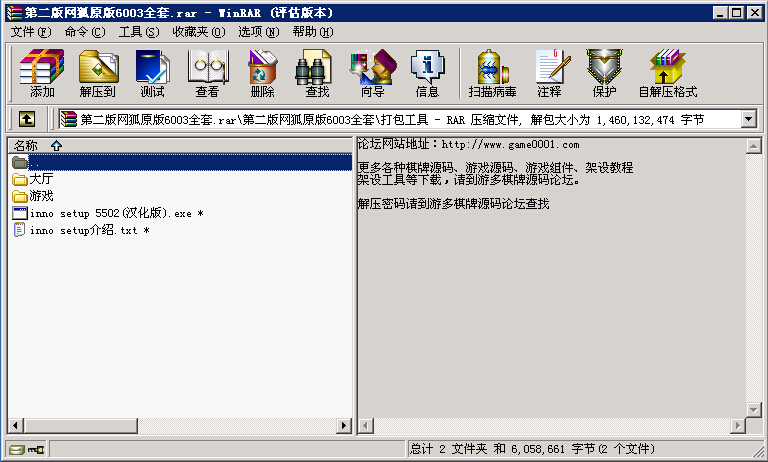 第二版网狐原版6003全套.rar - WinRAR (评估版本)
文件(F) 命令(C) 工具(S) 收藏夹(O) 选项(N) 帮助(H)
添加 解压到 测试 查看 删除 查找 向导 信息 扫描病毒 注释 保护 自解压格式
第二版网狐原版6003全套.rar\第二版网狐原版6003全套\打包工具 - RAR 压缩文件, 解包大小为 1,460,132,474 字节
名称
..
大厅
游戏
inno setup 5502(汉化版).exe *
inno setup介绍.txt *
论坛网站地址：http://www.game0001.com
更多各种棋牌源码、游戏源码、游戏组件、架设教程
架设工具等下载，请到游多棋牌源码论坛。
解压密码请到游多棋牌源码论坛查找
总计 2 文件夹 和 6,058,661 字节(2 个文件)